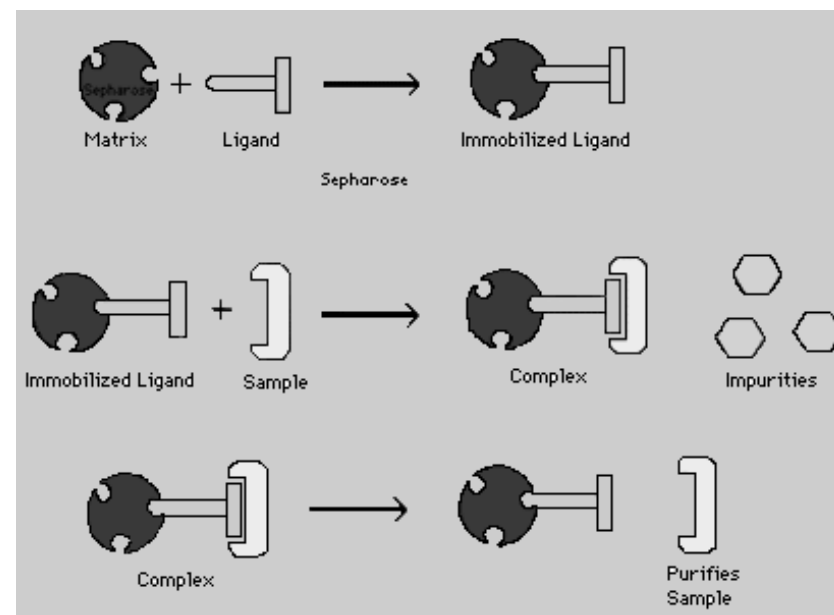 Sepharose
+
Matrix
Ligand
Immobilized Ligand
Sepharose
+
Immobilized Ligand
Sample
Complex
Impurities
Complex
Purifies
Sample